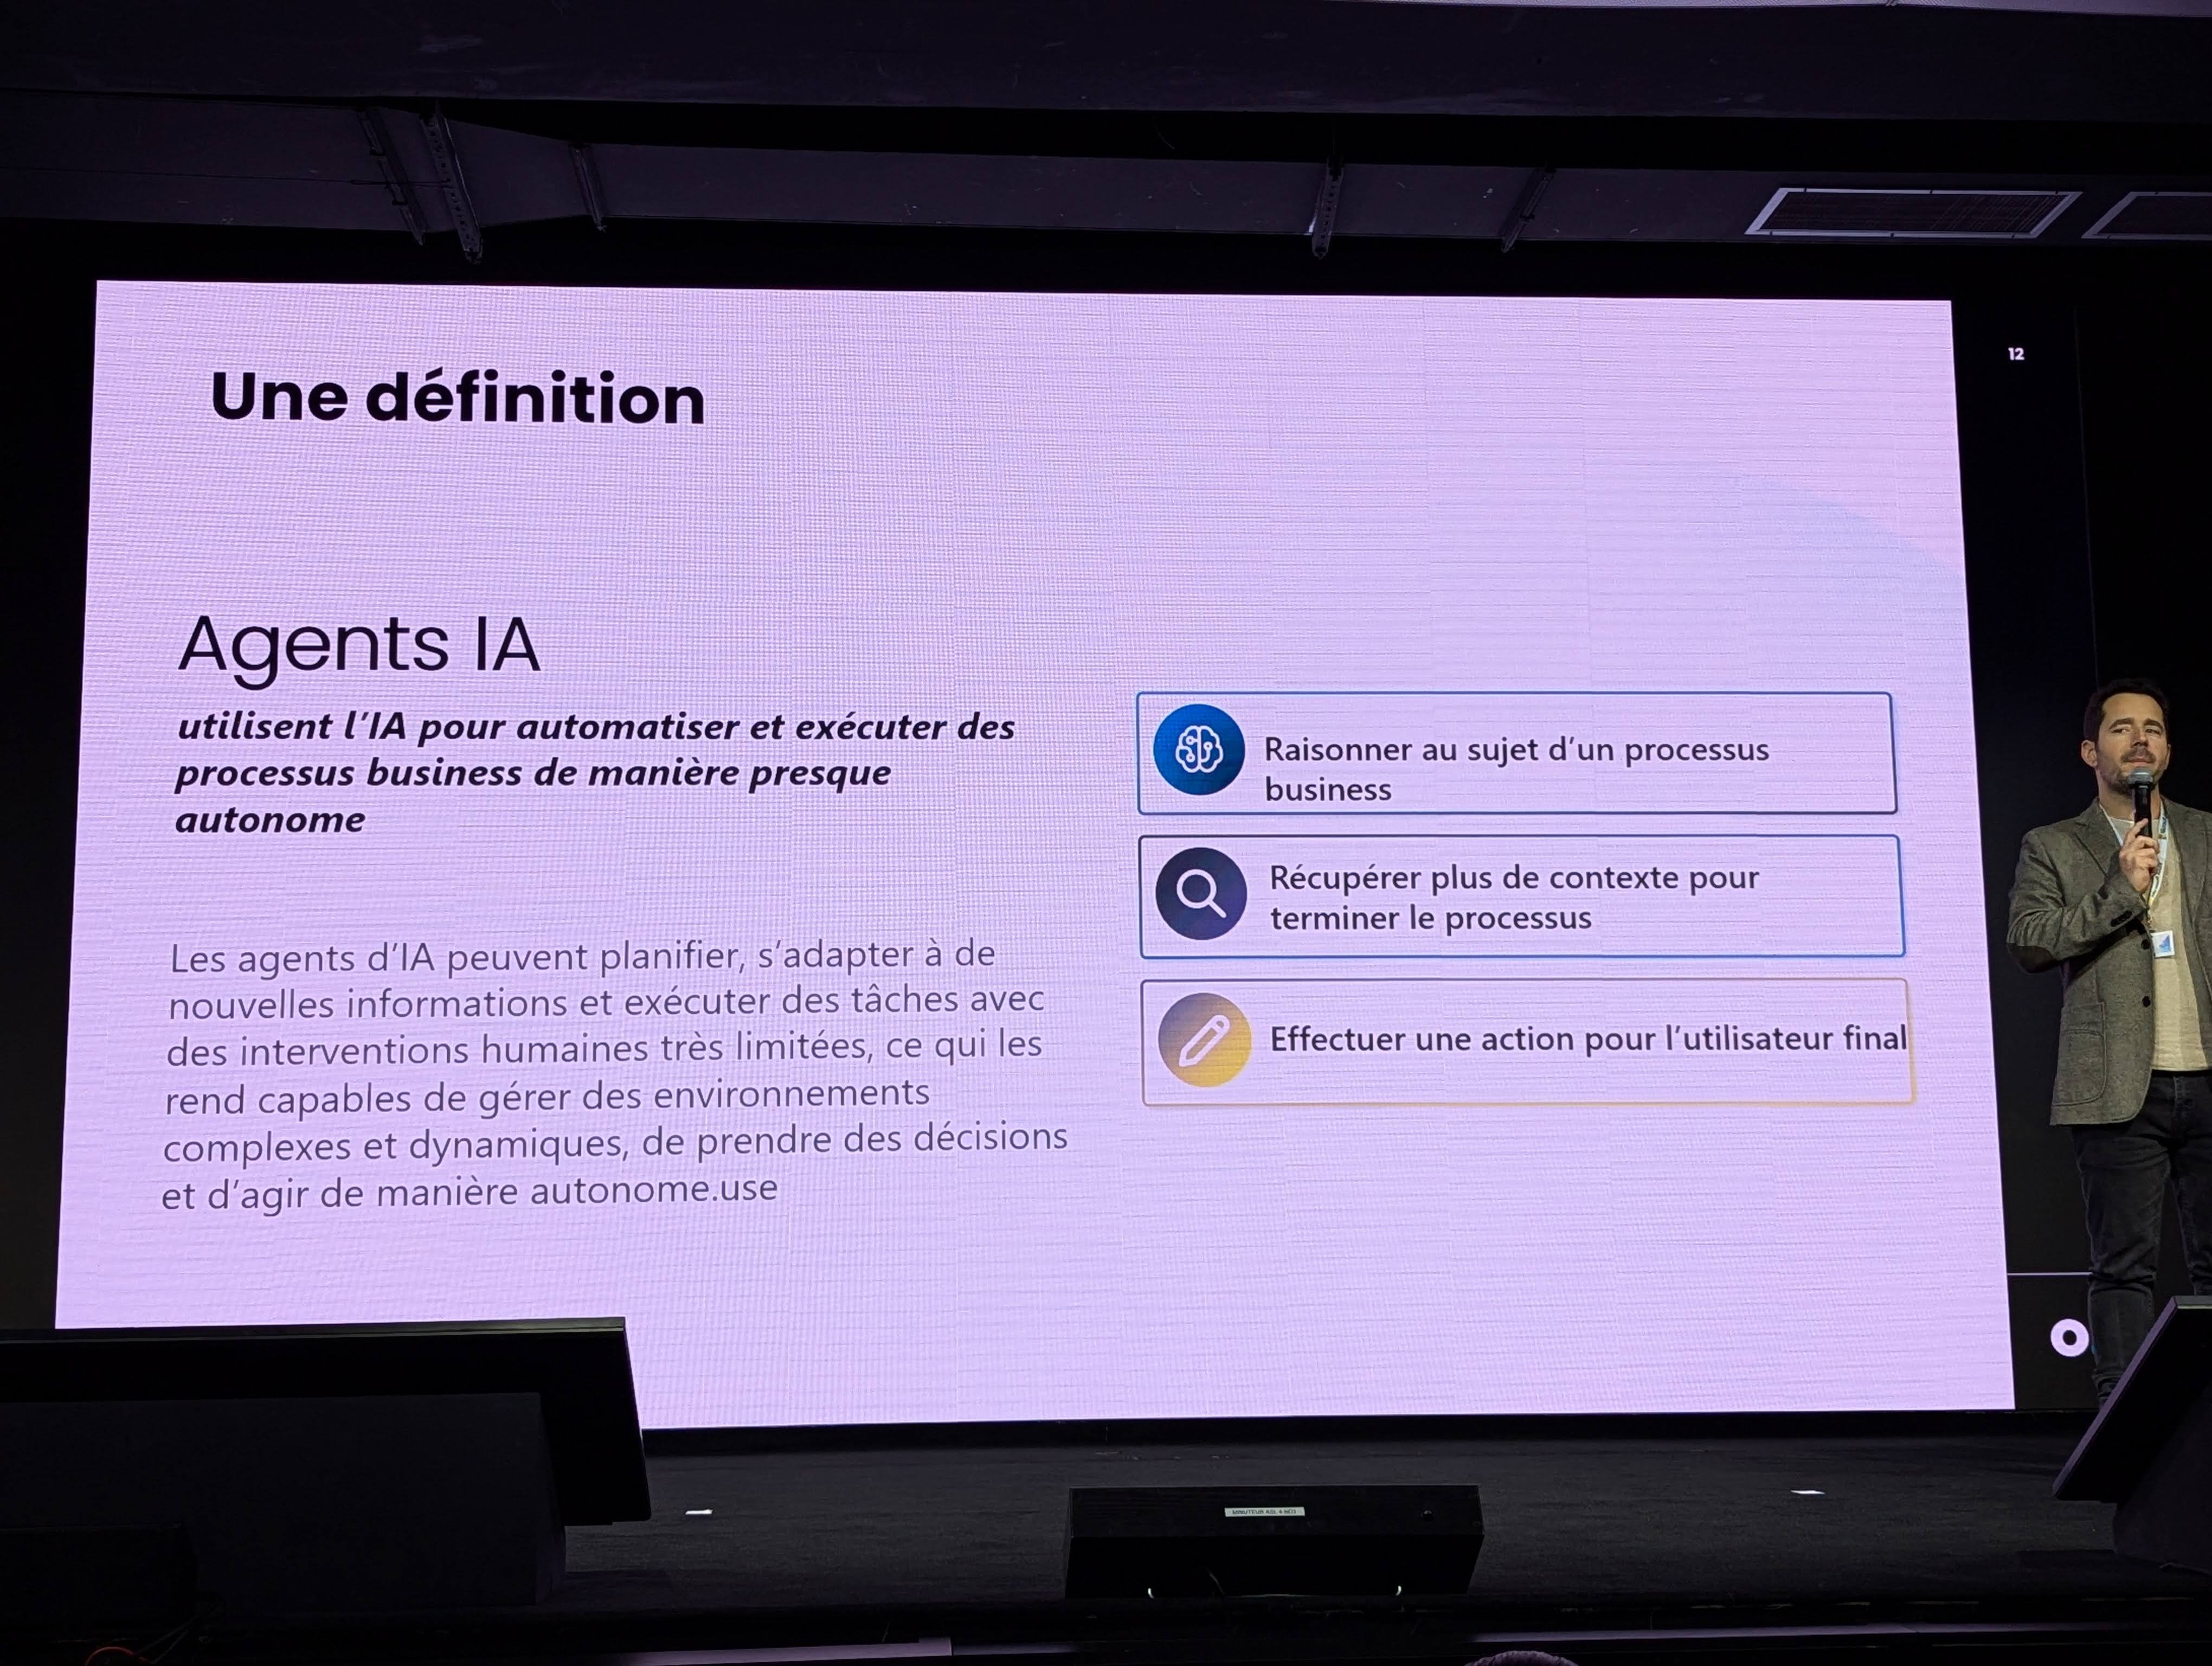 Une définition
12
Agents IA
utilisent l'IA pour automatiser et exécuter des
processus business de manière presque
autonome
Les agents d'IA peuvent planifier, s'adapter à de
nouvelles informations et exécuter des tâches avec
des interventions humaines très limitées, ce qui les
rend capables de gérer des environnements
complexes et dynamiques, de prendre des décisions
et d'agir de manière autonome.use
Raisonner au sujet d'un processus
business
Récupérer plus de contexte pour
terminer le processus
Effectuer une action pour l'utilisateur final